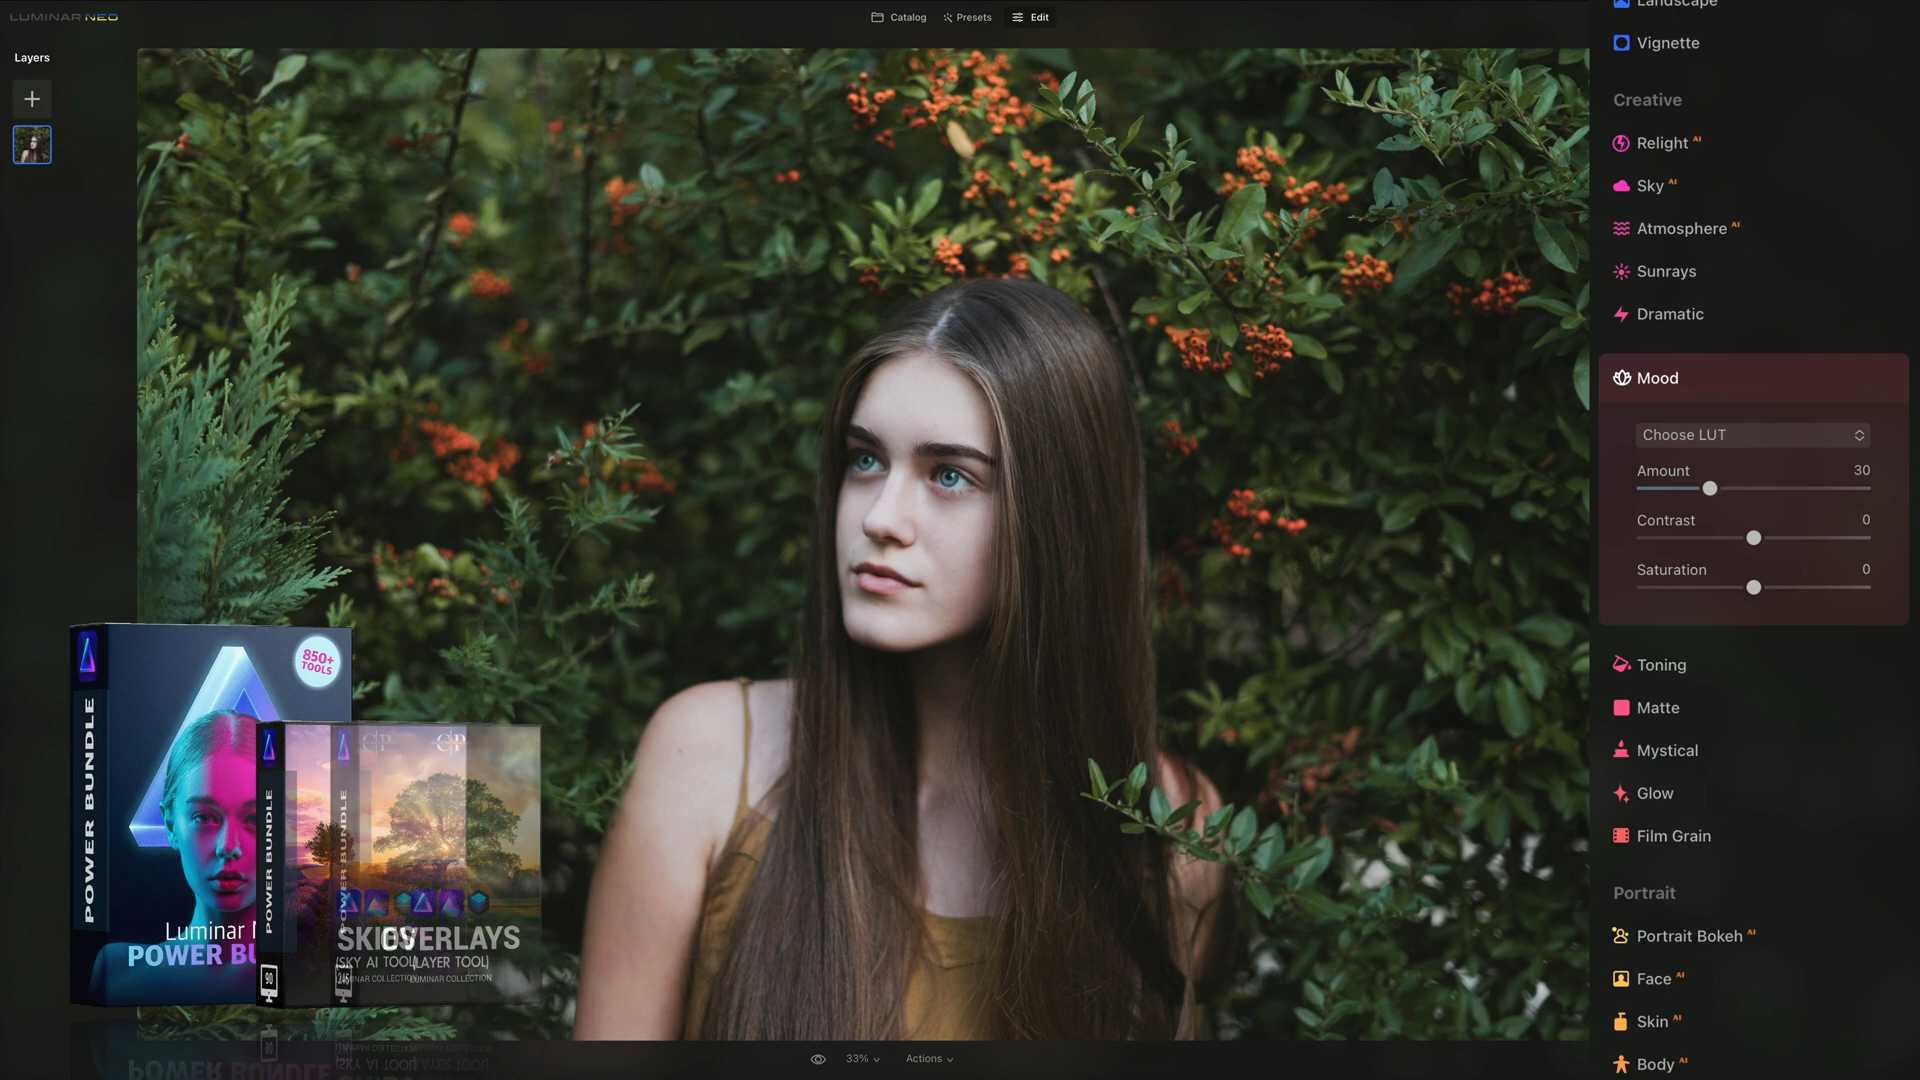 LUMINAR NEO
Catalog
Presets
Edit
Layers
Landscape
Vignette
Creative
Relight AI
Sky AI
Atmosphere AI
Sunrays
Dramatic
Mood
Choose LUT
Amount 30
Contrast 0
Saturation 0
Toning
Matte
Mystical
Glow
Film Grain
Portrait
Portrait Bokeh AI
Face AI
Skin AI
Body AI
850+
TOOLS
POWER BUNDLE
Luminar
POWER
POWER BUNDLE
90
POWER BUNDLE
OVERLAYS
(SKY AI TOOL)
(LAYER TOOL)
LUMINAR COLLECTION
33%
Actions